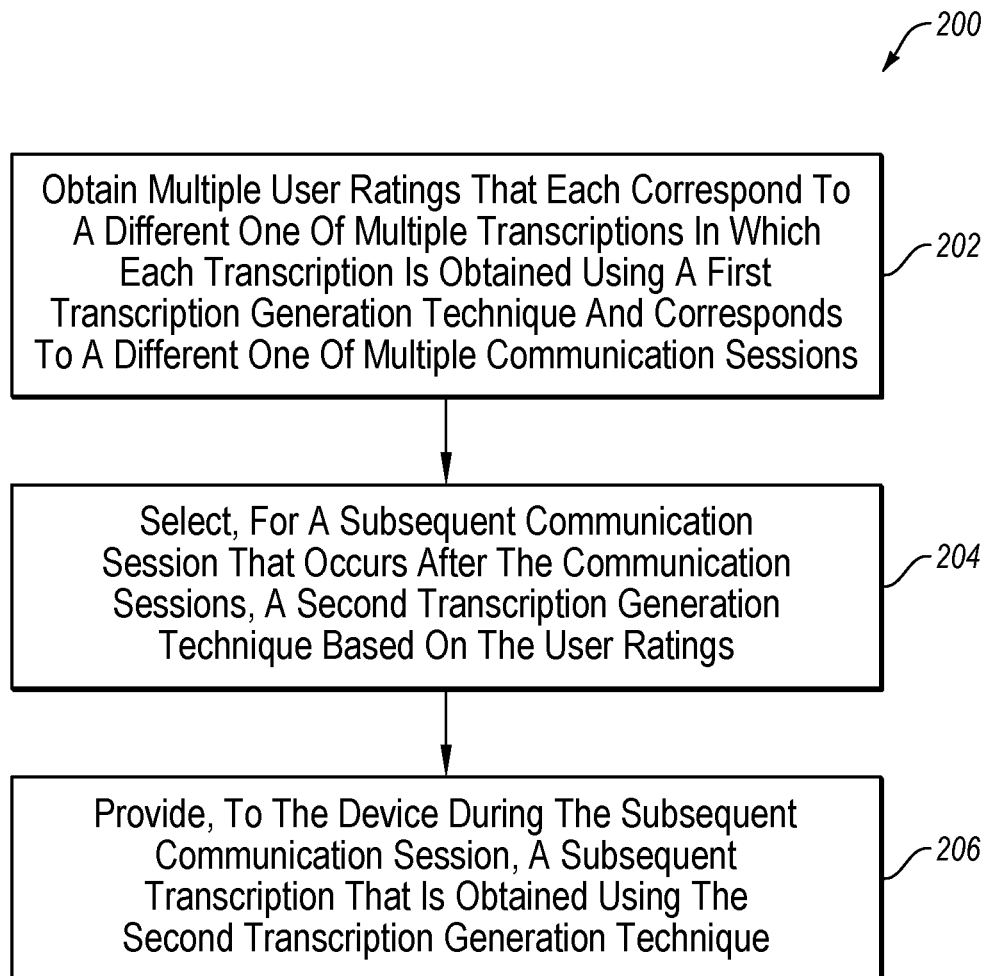 200
Obtain Multiple User Ratings That Each Correspond To
A Different One Of Multiple Transcriptions In Which
Each Transcription Is Obtained Using A First
Transcription Generation Technique And Corresponds
To A Different One Of Multiple Communication Sessions
202
Select, For A Subsequent Communication
Session That Occurs After The Communication
Sessions, A Second Transcription Generation
Technique Based On The User Ratings
204
Provide, To The Device During The Subsequent
Communication Session, A Subsequent
Transcription That Is Obtained Using The
Second Transcription Generation Technique
206